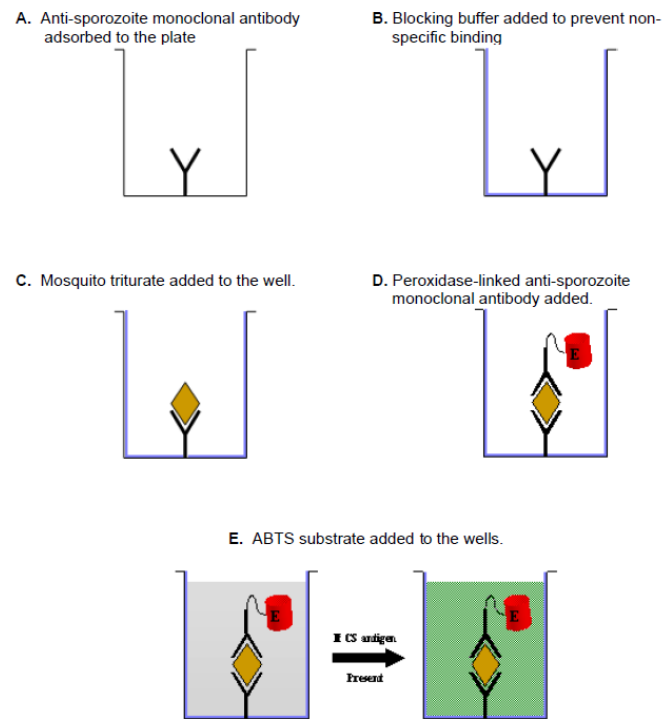 A. Anti-sporozoite monoclonal antibody
adsorbed to the plate
B. Blocking buffer added to prevent non-
specific binding
C. Mosquito triturate added to the well.
D. Peroxidase-linked anti-sporozoite
monoclonal antibody added.
E
E. ABTS substrate added to the wells.
E
CS antigen
Present
E